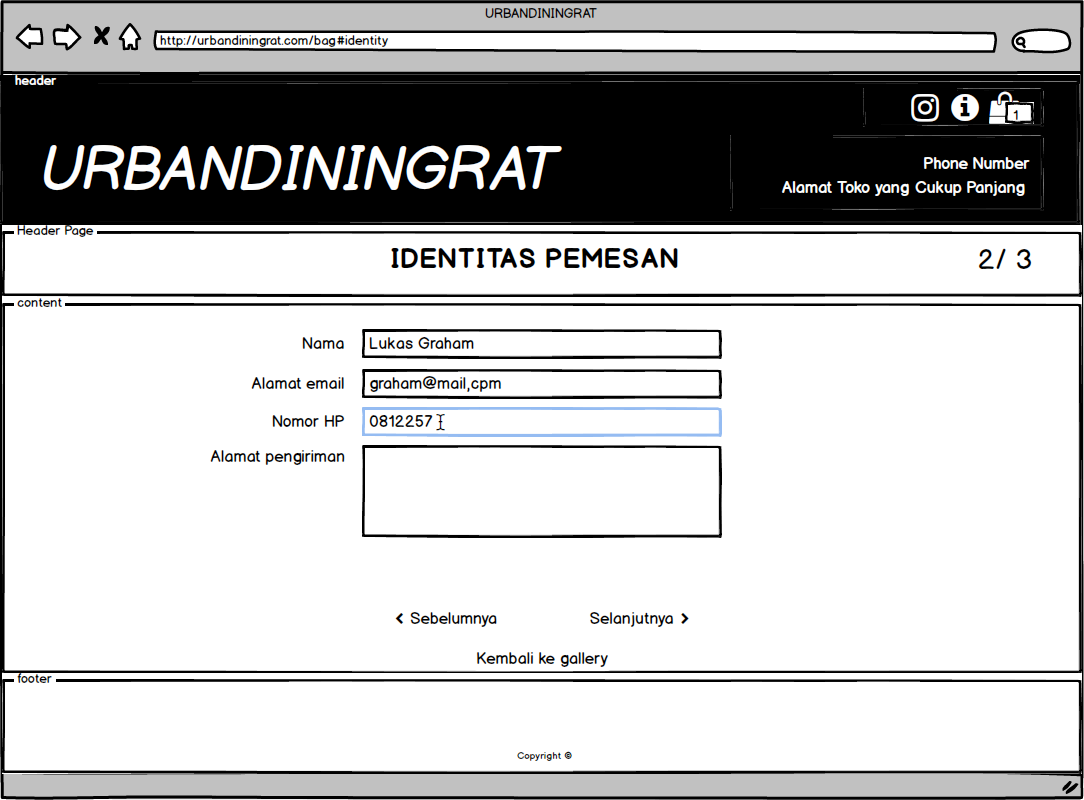 URBANDININGRAT
http://urbandiningrat.com/bag#identity
header
1
URBANDININGRAT
Phone Number
Alamat Toko yang Cukup Panjang
Header Page
IDENTITAS PEMESAN
2/ 3
content
Nama
Lukas Graham
Alamat email
graham@mail,cpm
Nomor HP
0812257
Alamat pengiriman
Sebelumnya
Selanjutnya
Kembali ke gallery
footer
Copyright ©